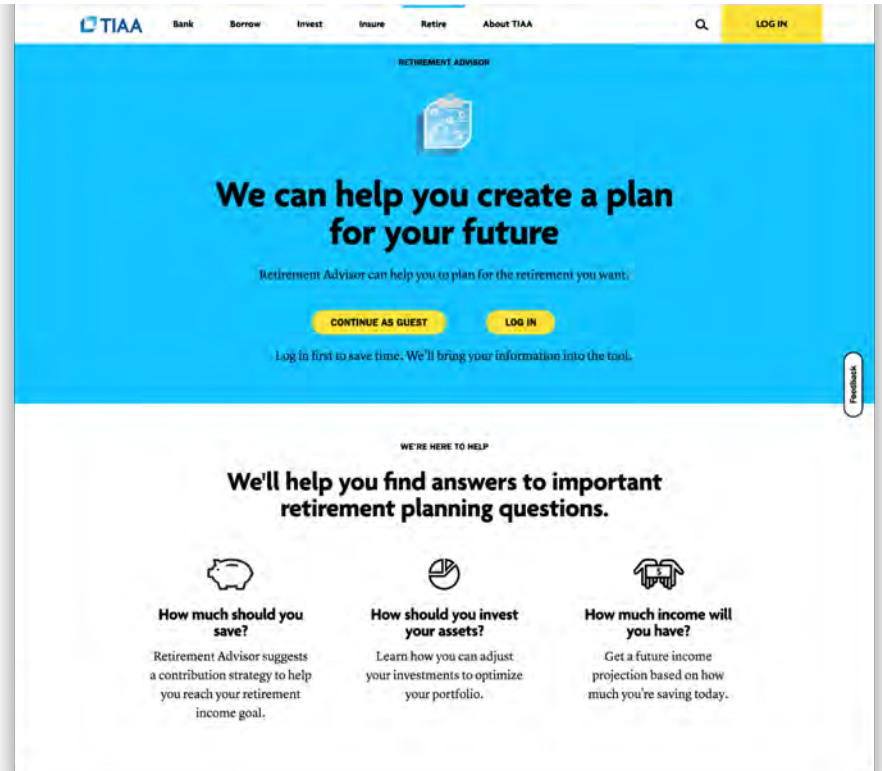 TIAA Bank Borrow Invest Insure Retire About TIAA LOG IN
RETIREMENT ADVISOR
We can help you create a plan
for your future
Retirement Advisor can help you to plan for the retirement you want.
CONTINUE AS GUEST LOG IN
Log in first to save time. We'll bring your information into the tool.
Feedback
WE'RE HERE TO HELP
We'll help you find answers to important
retirement planning questions.
How much should you
save?
Retirement Advisor suggests
a contribution strategy to help
you reach your retirement
income goal.
How should you invest
your assets?
Learn how you can adjust
your investments to optimize
your portfolio.
$
How much income will
you have?
Get a future income
projection based on how
much you're saving today.